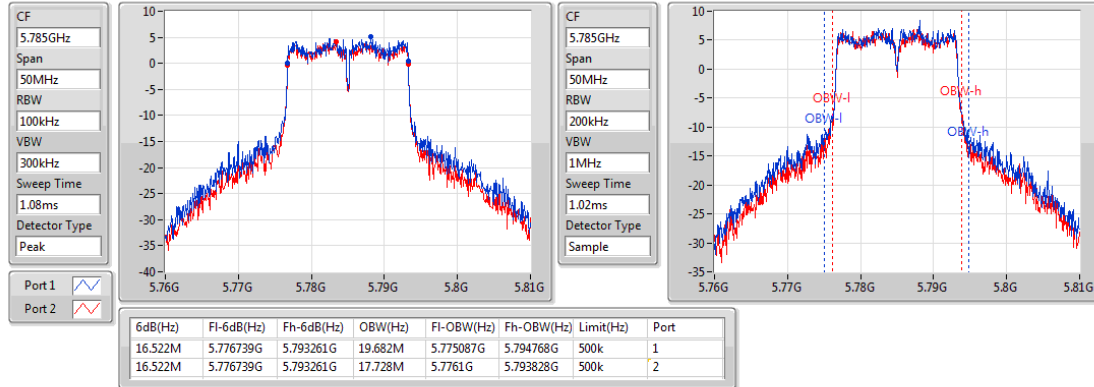 CF
5.785GHz
Span
50MHz
RBW
100kHz
VBW
300kHz
Sweep Time
1.08ms
Detector Type
Peak
Port 1
Port 2
10
5
0
-5
-10
-15
-20
-25
-30
-35
-40
5.76G 5.77G 5.78G 5.79G 5.8G 5.81G
CF
5.785GHz
Span
50MHz
RBW
200kHz
VBW
1MHz
Sweep Time
1.02ms
Detector Type
Sample
10
5
0
-5
-10
-15
-20
-25
-30
-35
OBW-l OBW-h
OBW-l OBW-h
5.76G 5.77G 5.78G 5.79G 5.8G 5.81G
6dB(Hz) Fl-6dB(Hz) Fh-6dB(Hz) OBW(Hz) Fl-OBW(Hz) Fh-OBW(Hz) Limit(Hz) Port
16.522M 5.776739G 5.793261G 19.682M 5.775087G 5.794768G 500k 1
16.522M 5.776739G 5.793261G 17.728M 5.7761G 5.793828G 500k 2